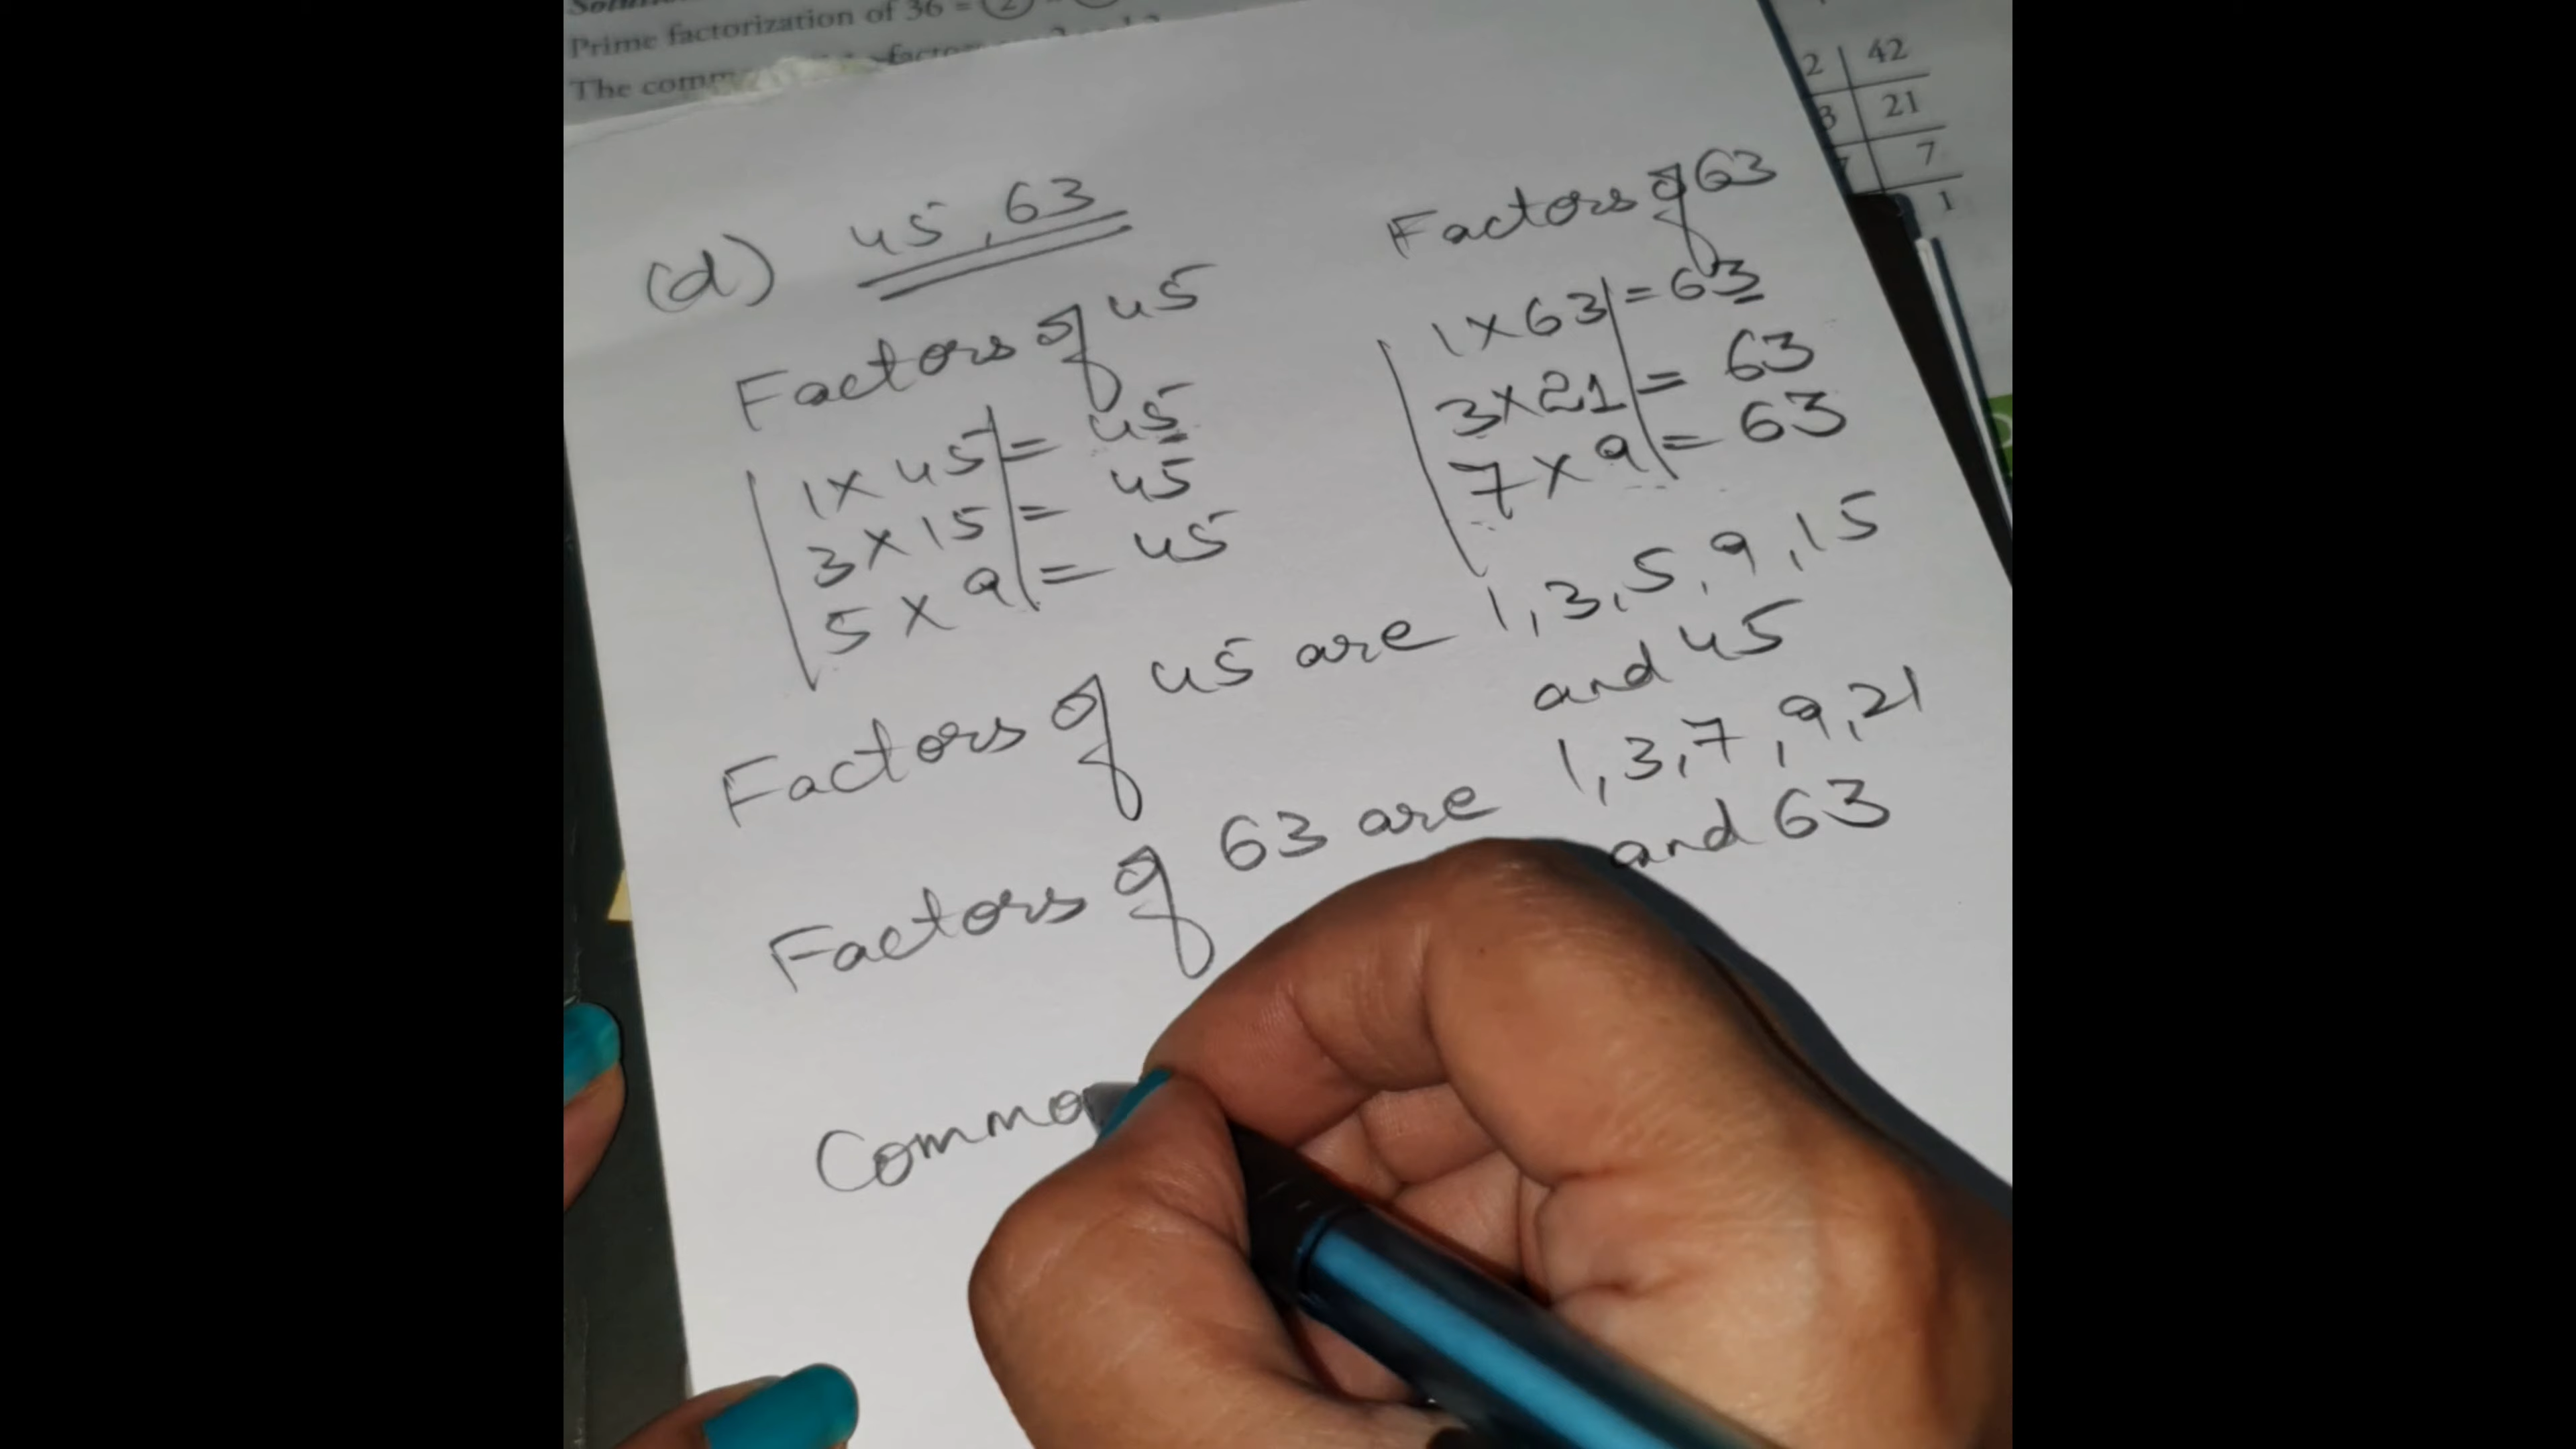 Prime factorization of 36 = 2
The comm
2 | 42
3 | 21
7 | 7
1
(d) 45, 63
Factors of 45
1 × 45 = 45
3 × 15 = 45
5 × 9 = 45
Factors of 63
1 × 63 = 63
3 × 21 = 63
7 × 9 = 63
Factors of 45 are 1, 3, 5, 9, 15
and 45
Factors of 63 are 1, 3, 7, 9, 21
and 63
Commo